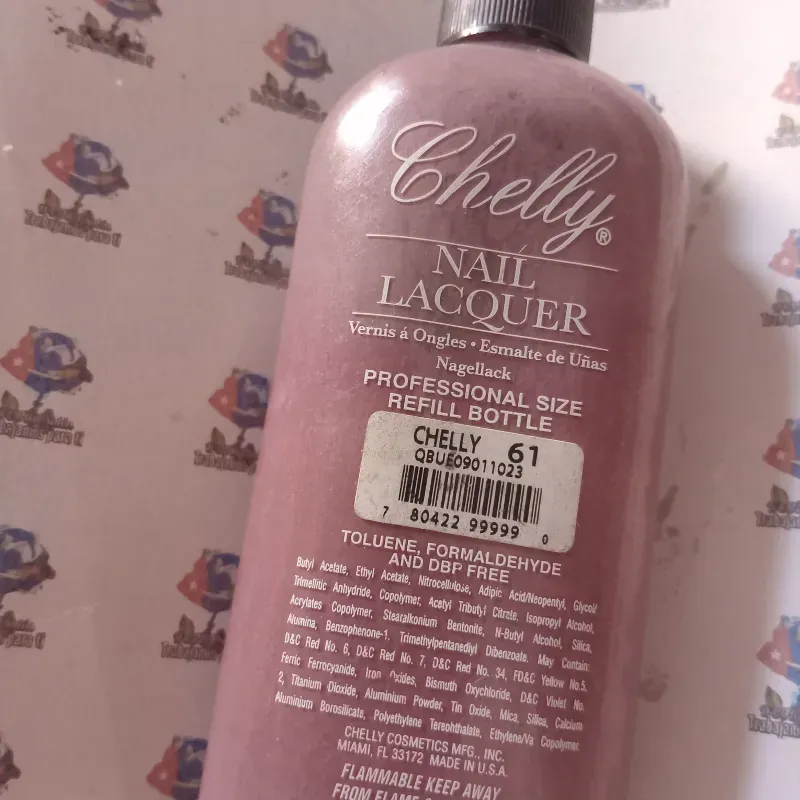 Chelly®
NAIL
LACQUER
Vernis á Ongles • Esmalte de Uñas
Nagellack
PROFESSIONAL SIZE
REFILL BOTTLE
CHELLY 61
QBUE09011023
7 80422 99999 0
TOLUENE, FORMALDEHYDE
AND DBP FREE
Butyl Acetate, Ethyl Acetate, Nitrocellulose, Adipic Acid/Neopentyl, Glycol/
Trimellitic Anhydride, Copolymer, Acetyl Tributyl Citrate, Isopropyl Alcohol,
Acrylates Copolymer, Stearalkonium Bentonite, N-Butyl Alcohol, Silica,
Alumina, Benzophenone-1, Trimethylpentanediyl Dibenzoate. May Contain:
D&C Red No. 6, D&C Red No. 7, D&C Red No. 34, FD&C Yellow No.5,
Ferric Ferrocyanide, Iron Oxides, Bismuth Oxychloride, D&C Violet No.
2, Titanium Dioxide, Aluminium Powder, Tin Oxide, Mica, Silica, Calcium
Aluminium Borosilicate, Polyethylene Terephthalate, Ethylene/Va Copolymer.
CHELLY COSMETICS MFG., INC.
MIAMI, FL 33172 MADE IN U.S.A.
FLAMMABLE KEEP AWAY
FROM FLAME
Trabajando para ti